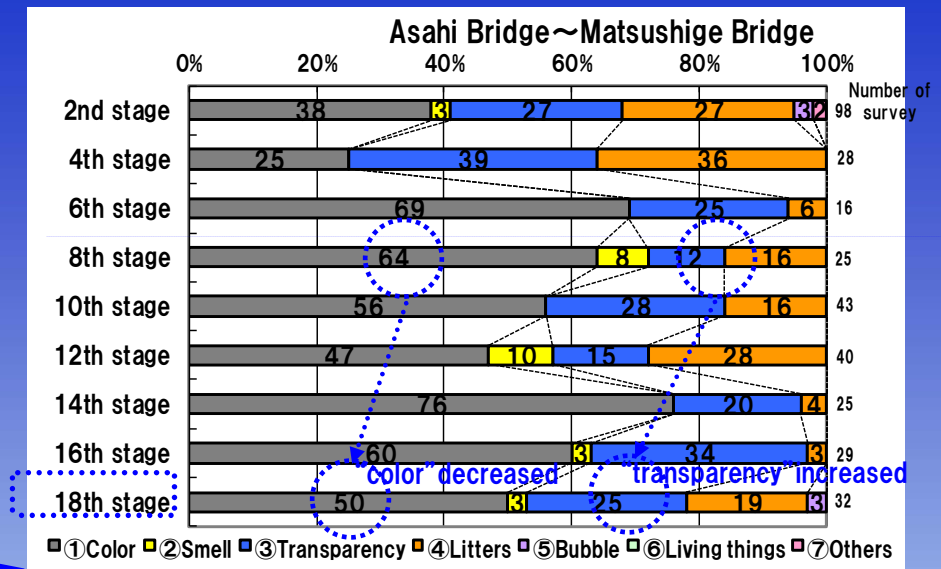 Asahi Bridge～Matsushige Bridge
0% 20% 40% 60% 80% 100%
Number of survey
2nd stage 38 3 27 27 3 2 98
4th stage 25 39 36 28
6th stage 69 25 6 16
8th stage 64 8 12 16 25
10th stage 56 28 16 43
12th stage 47 10 15 28 40
14th stage 76 20 4 25
16th stage 60 3 34 3 29
"color" decreased "transparency" increased
18th stage 50 3 25 19 3 32
①Color ②Smell ③Transparency ④Litters ⑤Bubble ⑥Living things ⑦Others